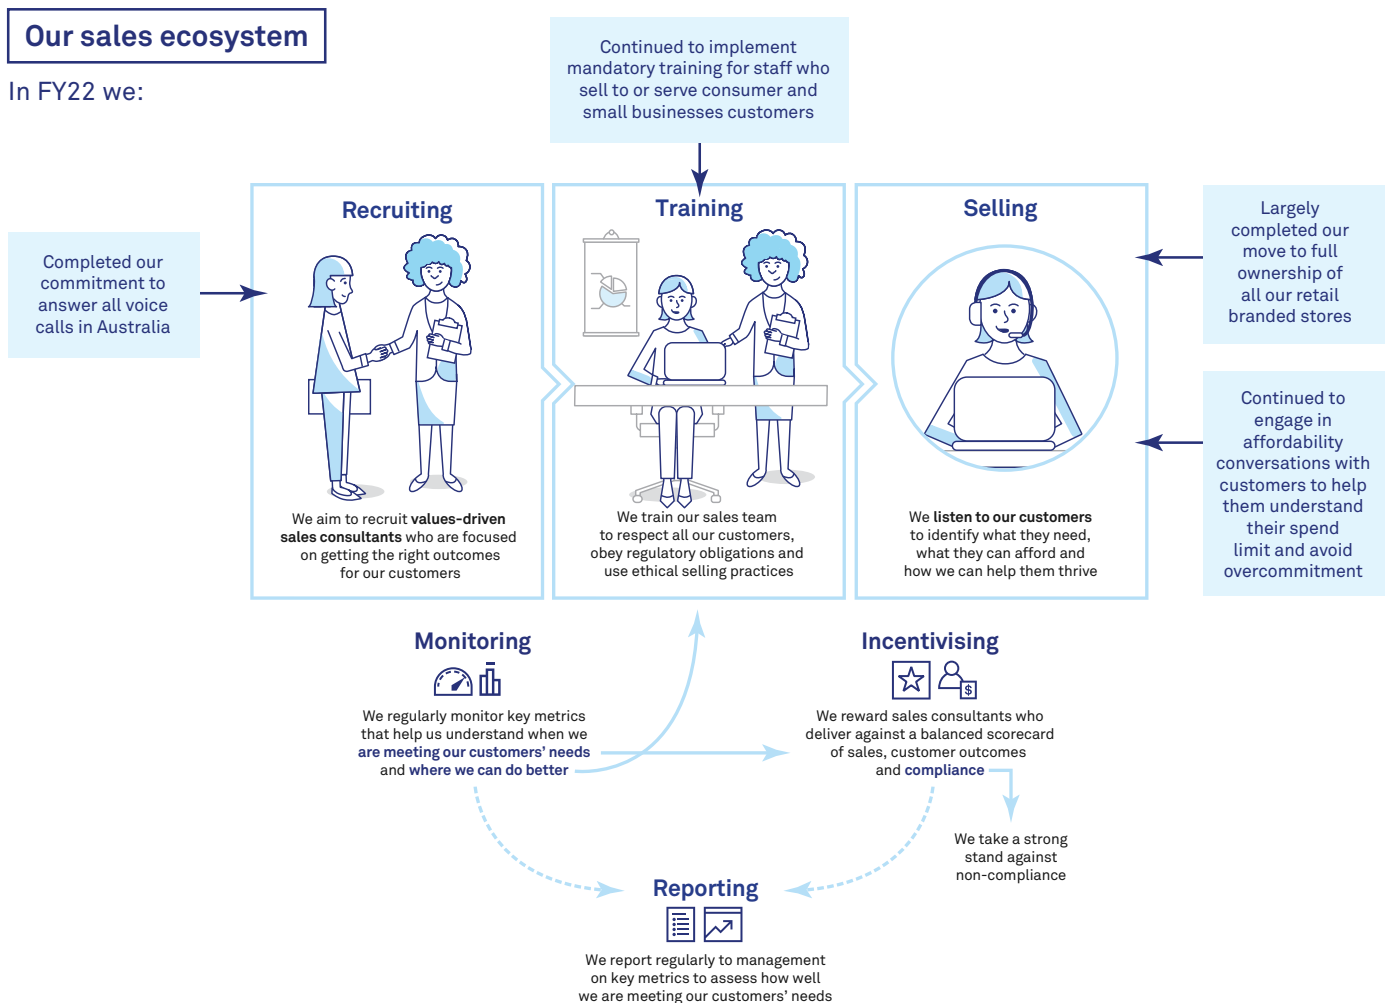 Our sales ecosystem
In FY22 we:
Continued to implement
mandatory training for staff who
sell to or serve consumer and
small businesses customers
Completed our
commitment to
answer all voice
calls in Australia
Recruiting
We aim to recruit values-driven
sales consultants who are focused
on getting the right outcomes
for our customers
Training
We train our sales team
to respect all our customers,
obey regulatory obligations and
use ethical selling practices
Selling
We listen to our customers
to identify what they need,
what they can afford and
how we can help them thrive
Largely
completed our
move to full
ownership of
all our retail
branded stores
Continued to
engage in
affordability
conversations with
customers to help
them understand
their spend
limit and avoid
overcommitment
Monitoring
We regularly monitor key metrics
that help us understand when we
are meeting our customers' needs
and where we can do better
Incentivising
$
We reward sales consultants who
deliver against a balanced scorecard
of sales, customer outcomes
and compliance
We take a strong
stand against
non-compliance
Reporting
We report regularly to management
on key metrics to assess how well
we are meeting our customers' needs